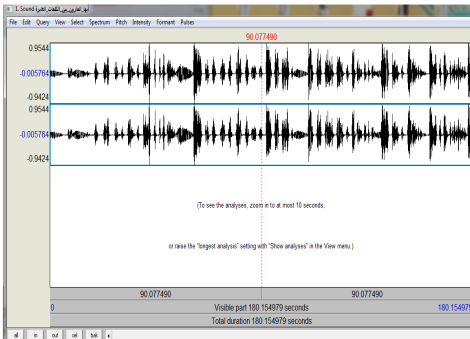 1. Sound أيها_المارون_بين_الكلمات_العابرة
File Edit Query View Select Spectrum Pitch Intensity Formant Pulses
90.077490
0.9544
-0.005764
-0.9424
0.9544
-0.005764
-0.9424
(To see the analyses, zoom in to at most 10 seconds,
or raise the "longest analysis" setting with "Show analyses" in the View menu.)
90.077490 90.077490
0 Visible part 180.154979 seconds 180.154979
Total duration 180.154979 seconds
all in out sel bak